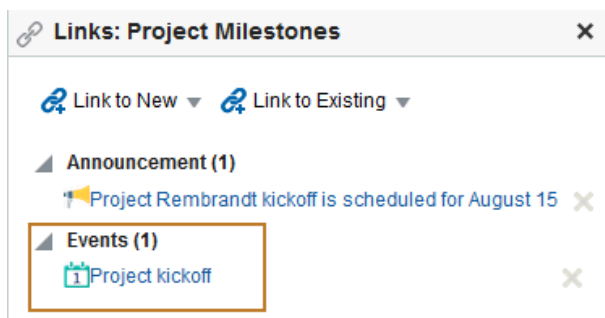 Links: Project Milestones
Link to New Link to Existing
Announcement (1)
Project Rembrandt kickoff is scheduled for August 15
Events (1)
1 Project kickoff